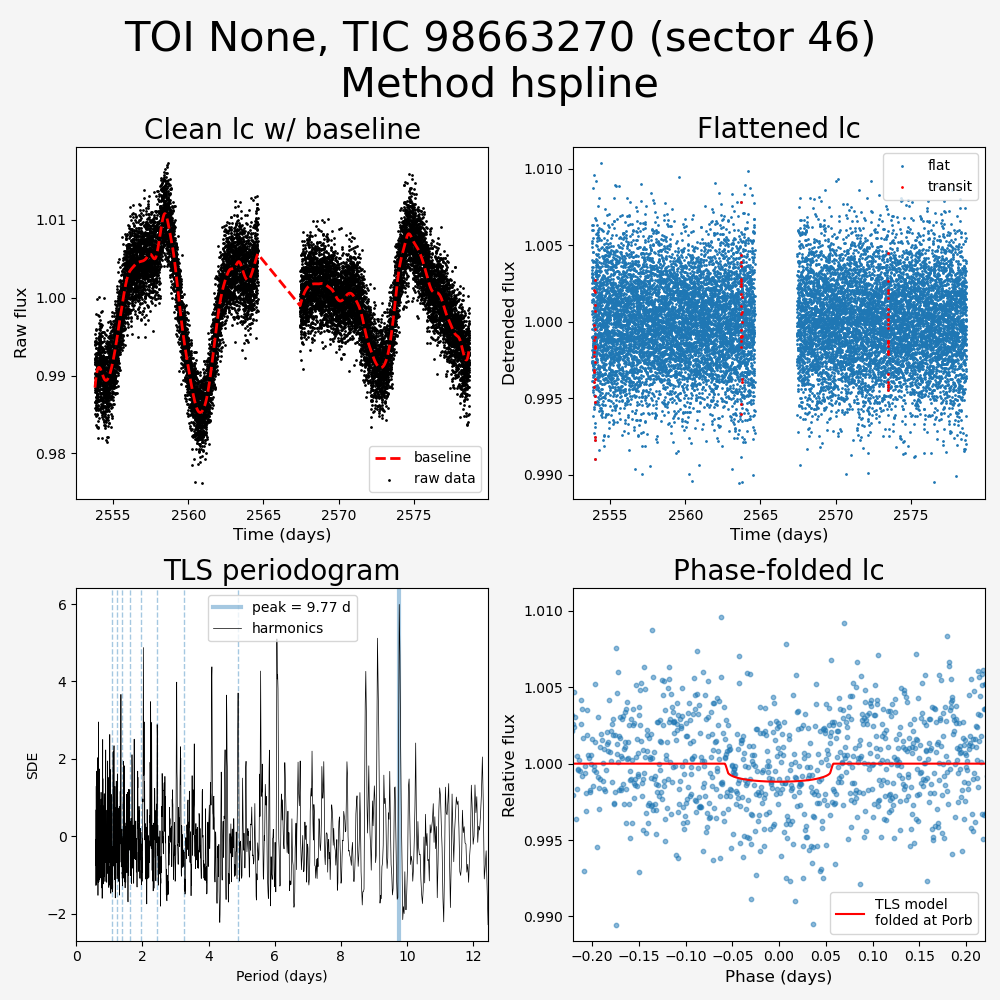 TOI None, TIC 98663270 (sector 46)
Method hspline
Clean lc w/ baseline
Raw flux
1.01
1.00
0.99
0.98
baseline
raw data
2555
2560
2565
2570
2575
Time (days)
Flattened lc
Detrended flux
1.010
1.005
1.000
0.995
0.990
flat
transit
2555
2560
2565
2570
2575
Time (days)
TLS periodogram
SDE
6
4
2
0
−2
peak = 9.77 d
harmonics
0
2
4
6
8
10
12
Period (days)
Phase-folded lc
Relative flux
1.010
1.005
1.000
0.995
0.990
TLS model
folded at Porb
−0.20
−0.15
−0.10
−0.05
0.00
0.05
0.10
0.15
0.20
Phase (days)